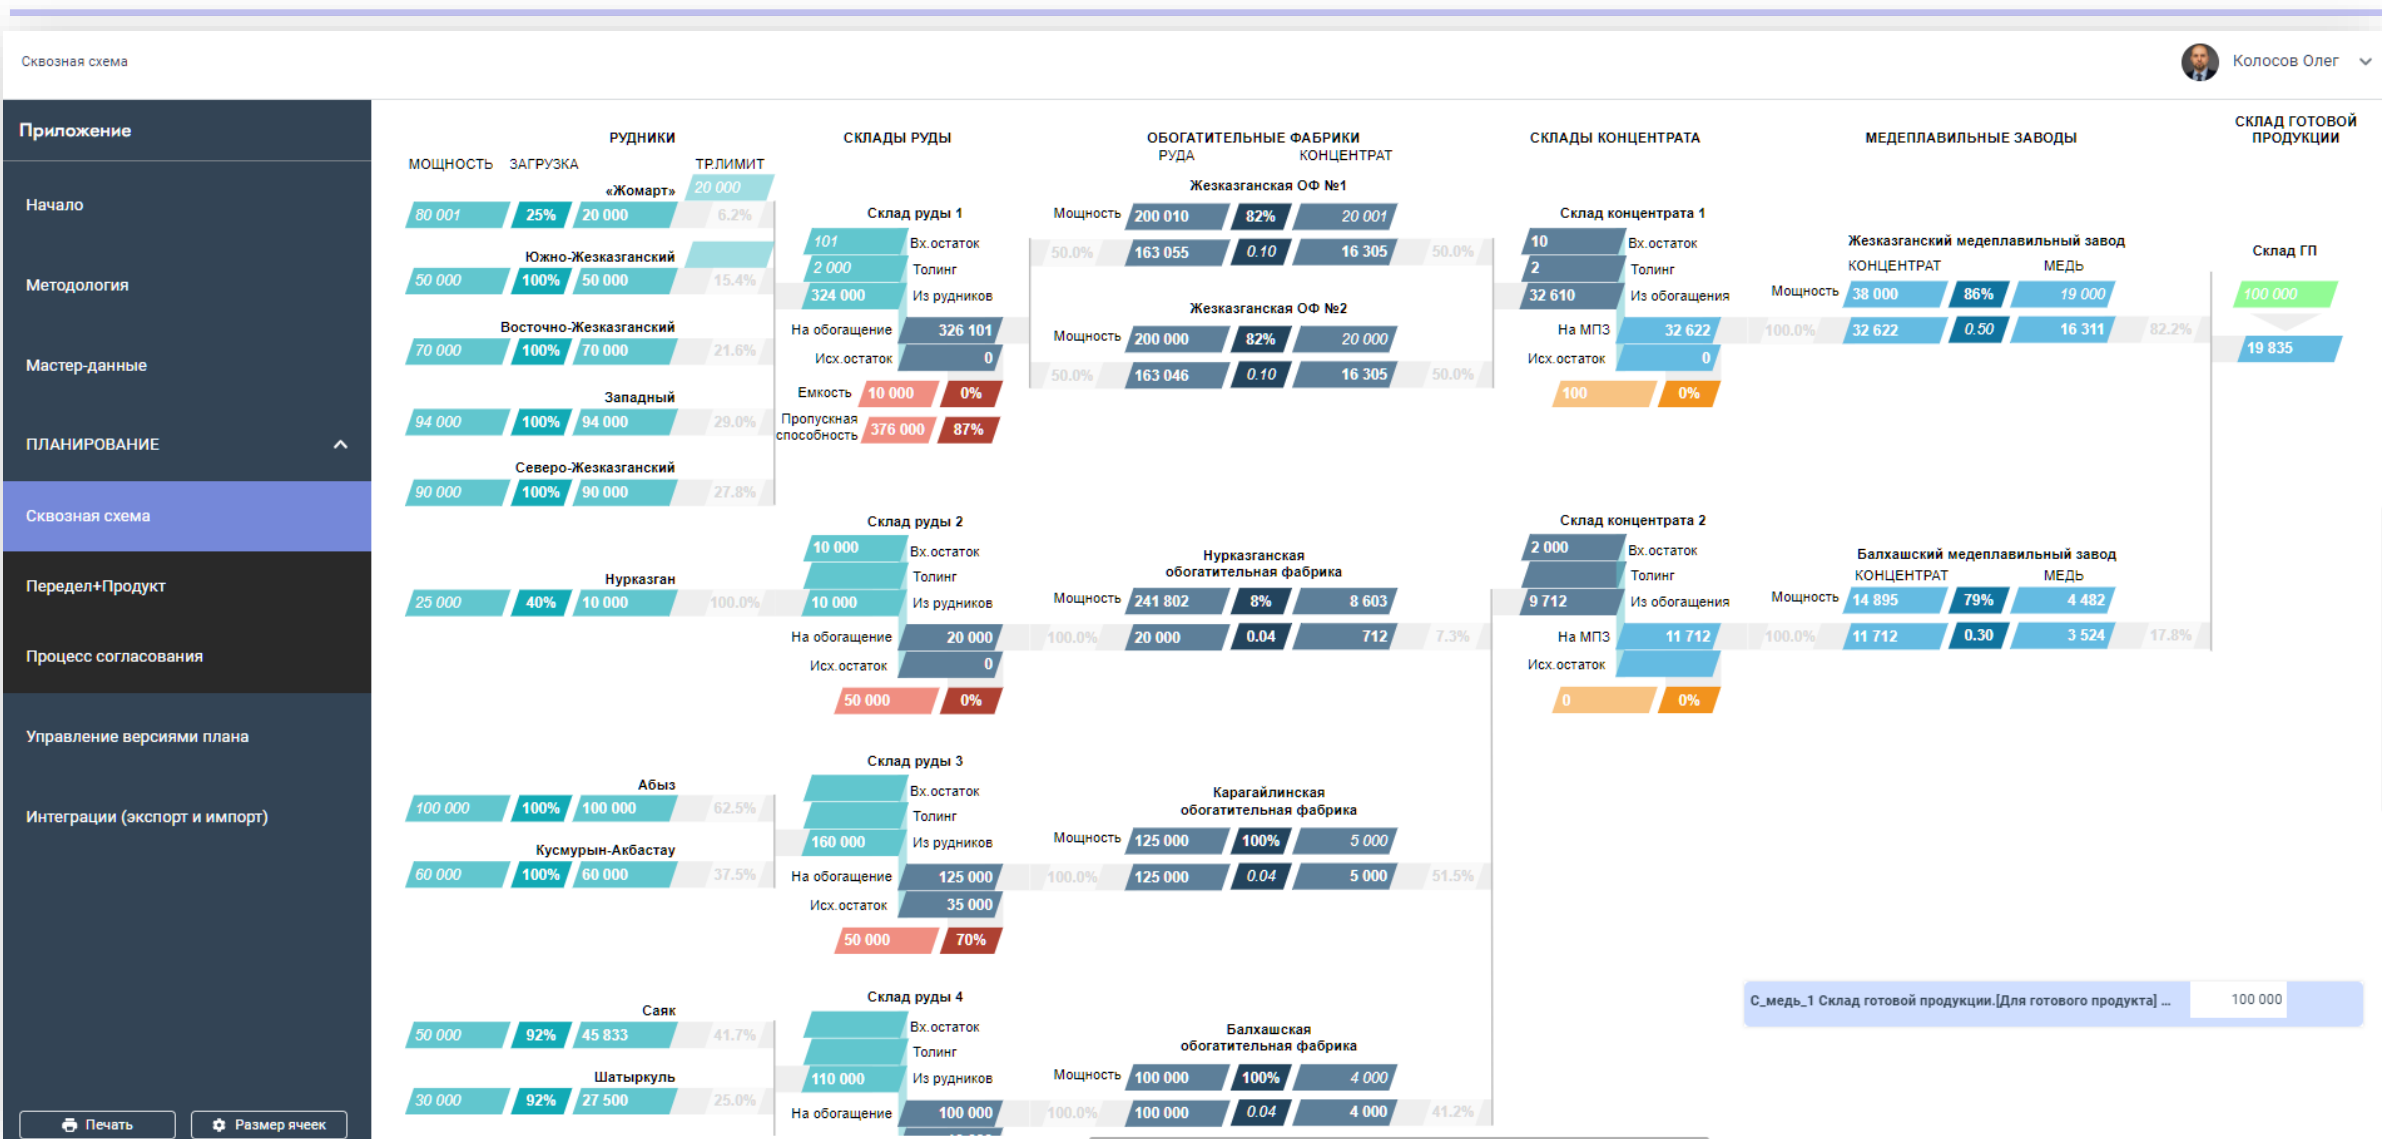 Сквозная схема
Колосов Олег
Приложение
Начало
Методология
Мастер-данные
ПЛАНИРОВАНИЕ
Сквозная схема
Передел+Продукт
Процесс согласования
Управление версиями плана
Интеграции (экспорт и импорт)
Печать
Размер ячеек
РУДНИКИ
МОЩНОСТЬ ЗАГРУЗКА ТР.ЛИМИТ
«Жомарт» 20 000
80 001 25% 20 000 6.2%
Южно-Жезказганский
50 000 100% 50 000 15.4%
Восточно-Жезказганский
70 000 100% 70 000 21.6%
Западный
94 000 100% 94 000 29.0%
Северо-Жезказганский
90 000 100% 90 000 27.8%
Нурказган
25 000 40% 10 000 100.0%
Абыз
100 000 100% 100 000 62.5%
Кусмурын-Акбастау
60 000 100% 60 000 37.5%
Саяк
50 000 92% 45 833 41.7%
Шатыркуль
30 000 92% 27 500 25.0%
СКЛАДЫ РУДЫ
Склад руды 1
101 Вх.остаток
2 000 Толинг
324 000 Из рудников
На обогащение 326 101
Исх.остаток 0
Емкость 10 000 0%
Пропускная
способность 376 000 87%
Склад руды 2
10 000 Вх.остаток
Толинг
10 000 Из рудников
На обогащение 20 000
Исх.остаток 0
50 000 0%
Склад руды 3
Вх.остаток
Толинг
160 000 Из рудников
На обогащение 125 000
Исх.остаток 35 000
50 000 70%
Склад руды 4
Вх.остаток
Толинг
110 000 Из рудников
На обогащение 100 000
ОБОГАТИТЕЛЬНЫЕ ФАБРИКИ
РУДА КОНЦЕНТРАТ
Жезказганская ОФ №1
Мощность 200 010 82% 20 001
50.0% 163 055 0.10 16 305 50.0%
Жезказганская ОФ №2
Мощность 200 000 82% 20 000
50.0% 163 046 0.10 16 305 50.0%
Нурказганская
обогатительная фабрика
Мощность 241 802 8% 8 603
100.0% 20 000 0.04 712 7.3%
Карагайлинская
обогатительная фабрика
Мощность 125 000 100% 5 000
100.0% 125 000 0.04 5 000 51.5%
Балхашская
обогатительная фабрика
Мощность 100 000 100% 4 000
100.0% 100 000 0.04 4 000 41.2%
СКЛАДЫ КОНЦЕНТРАТА
Склад концентрата 1
10 Вх.остаток
2 Толинг
32 610 Из обогащения
На МПЗ 32 622
Исх.остаток 0
100 0%
Склад концентрата 2
2 000 Вх.остаток
Толинг
9 712 Из обогащения
На МПЗ 11 712
Исх.остаток
0 0%
МЕДЕПЛАВИЛЬНЫЕ ЗАВОДЫ
Жезказганский медеплавильный завод
КОНЦЕНТРАТ МЕДЬ
Мощность 38 000 86% 19 000
100.0% 32 622 0.50 16 311 82.2%
Балхашский медеплавильный завод
КОНЦЕНТРАТ МЕДЬ
Мощность 14 895 79% 4 482
100.0% 11 712 0.30 3 524 17.8%
СКЛАД ГОТОВОЙ
ПРОДУКЦИИ
Склад ГП
100 000
19 835
С_медь_1 Склад готовой продукции.[Для готового продукта] ... 100 000